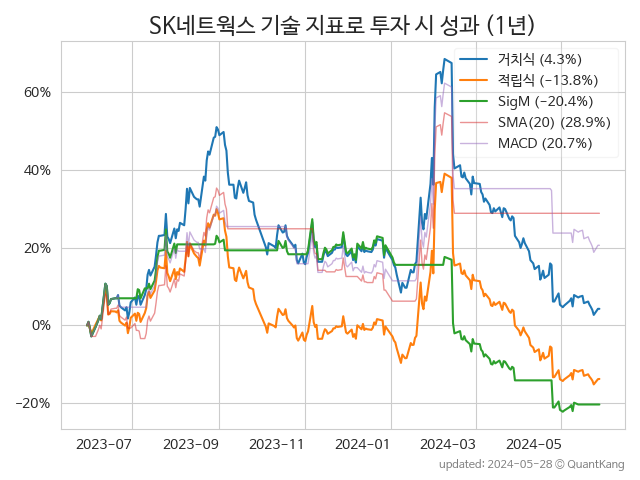 SK네트웍스 기술 지표로 투자 시 성과 (1년)
거치식 (4.3%)
적립식 (−13.8%)
SigM (−20.4%)
SMA(20) (28.9%)
MACD (20.7%)
60%
40%
20%
0%
−20%
2023-07 2023-09 2023-11 2024-01 2024-03 2024-05
updated: 2024-05-28 © QuantKang